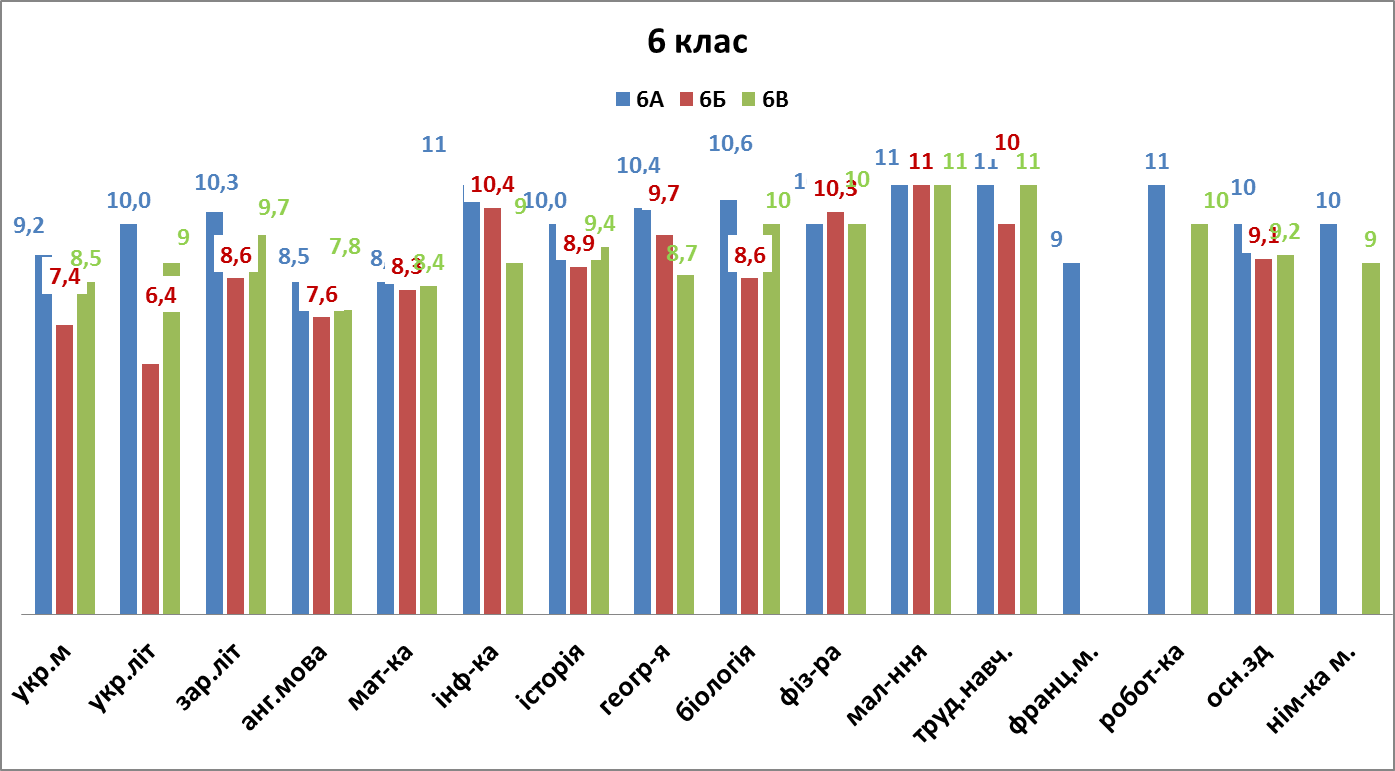 6 клас
6А 6Б 6В
9,2 7,4 8,5
10,0 6,4 9
10,3 8,6 9,7
8,5 7,6 7,8
8,3 8,4
11 10,4 9
10,0 8,9 9,4
10,4 9,7 8,7
10,6 8,6 10
1 10,3 10
11 11 11
11 10 11
9
11 10
10 9,1 9,2
10 9
укр.м
укр.літ
зар.літ
анг.мова
мат-ка
інф-ка
історія
геогр-я
біологія
фіз-ра
мал-ння
труд.навч.
франц.м.
робот-ка
осн.зд
нім-ка м.